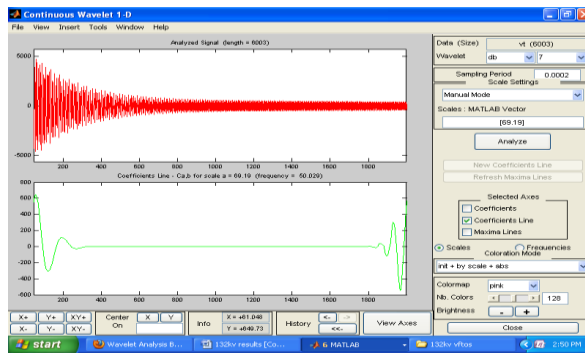 Continuous Wavelet 1-D
File View Insert Tools Window Help
Analyzed Signal (length = 6003)
5000
0
-5000
200 400 600 800 1000 1200 1400 1600 1800
Coefficients Line - Ca,b for scale a = 69.19 (frequency = 50.029)
800
600
400
200
0
-200
-400
-600
200 400 600 800 1000 1200 1400 1600 1800
Data (Size) vt (6003)
Wavelet db 7
Sampling Period 0.0002
Scale Settings
Manual Mode
Scales : MATLAB Vector
[69.19]
Analyze
New Coefficients Line
Refresh Maxima Lines
Selected Axes
Coefficients
Coefficients Line
Maxima Lines
Scales Frequencies
Coloration Mode
init + by scale + abs
Colormap pink
Nb. Colors 128
Brightness - +
Close
X+ Y+ XY+
X- Y- XY-
Center On X Y
Info X = +61.048
Y = +649.73
History <- ->
<<-
View Axes
start Wavelet Analysis B... 132kv results [Co... 6 MATLAB 132kv vftos 2:50 PM